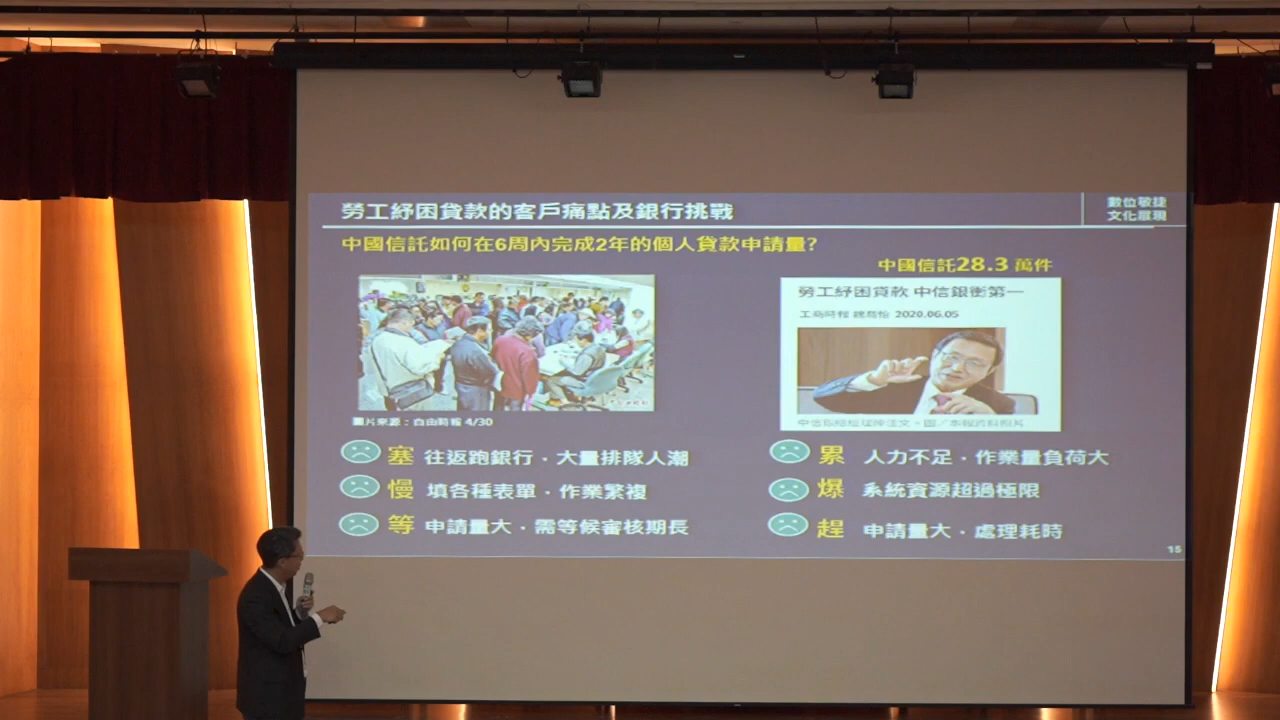 勞工紓困貸款的客戶痛點及銀行挑戰
數位敏捷
文化展現
中國信託如何在6周內完成2年的個人貸款申請量?
中國信託28.3 萬件
勞工紓困貸款 中信銀衝第一
工商時報 2020.06.05
圖片來源：自由時報 4/30
塞 往返跑銀行．大量排隊人潮
慢 填各種表單．作業繁複
等 申請量大．需等候審核期長
累 人力不足．作業量負荷大
爆 系統資源超過極限
趕 申請量大．處理耗時
15